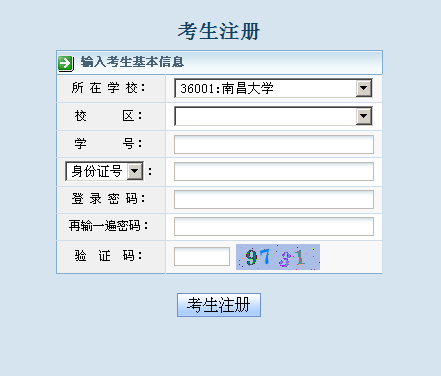 考生注册
输入考生基本信息
所 在 学 校： 36001:南昌大学
校 区：
学 号：
身份证号 ：
登 录 密 码：
再输一遍密码：
验 证 码： 9731
考生注册